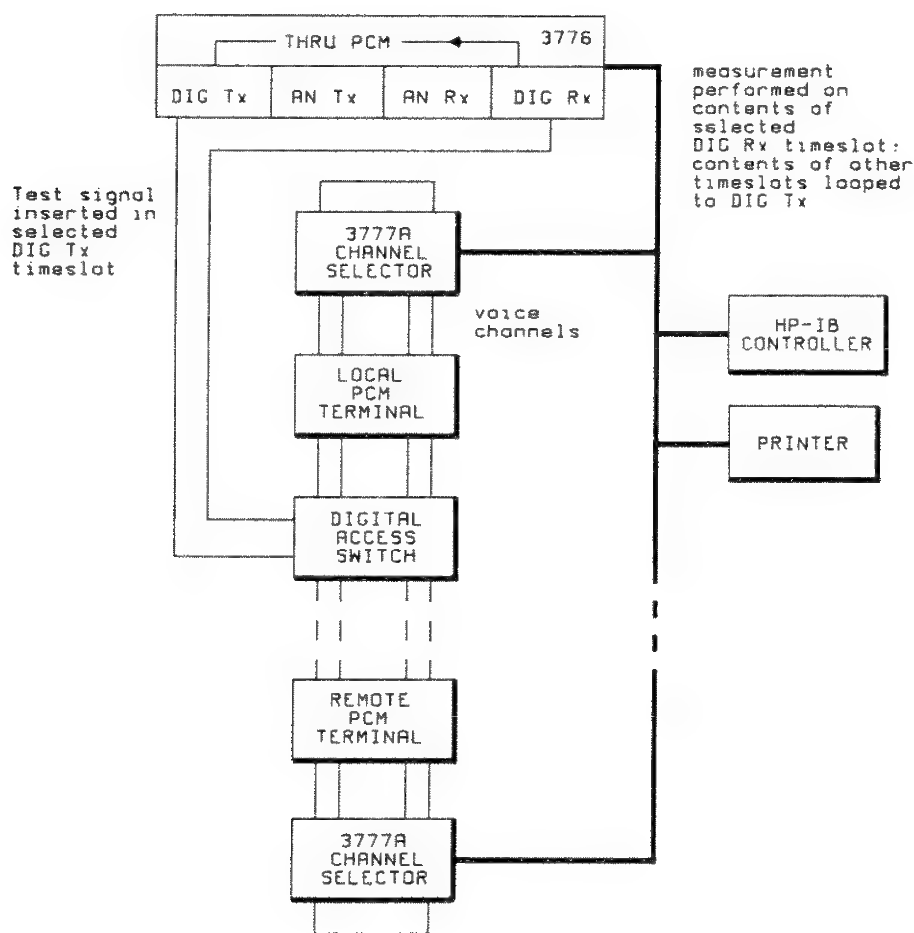 THRU PCM
3776
DIG Tx
AN Tx
AN Rx
DIG Rx
measurement
performed on
contents of
selected
DIG Rx timeslot:
contents of other
timeslots looped
to DIG Tx
Test signal
inserted in
selected
DIG Tx
timeslot
3777A
CHANNEL
SELECTOR
voice
channels
HP-IB
CONTROLLER
LOCAL
PCM
TERMINAL
PRINTER
DIGITAL
ACCESS
SWITCH
REMOTE
PCM
TERMINAL
3777A
CHANNEL
SELECTOR